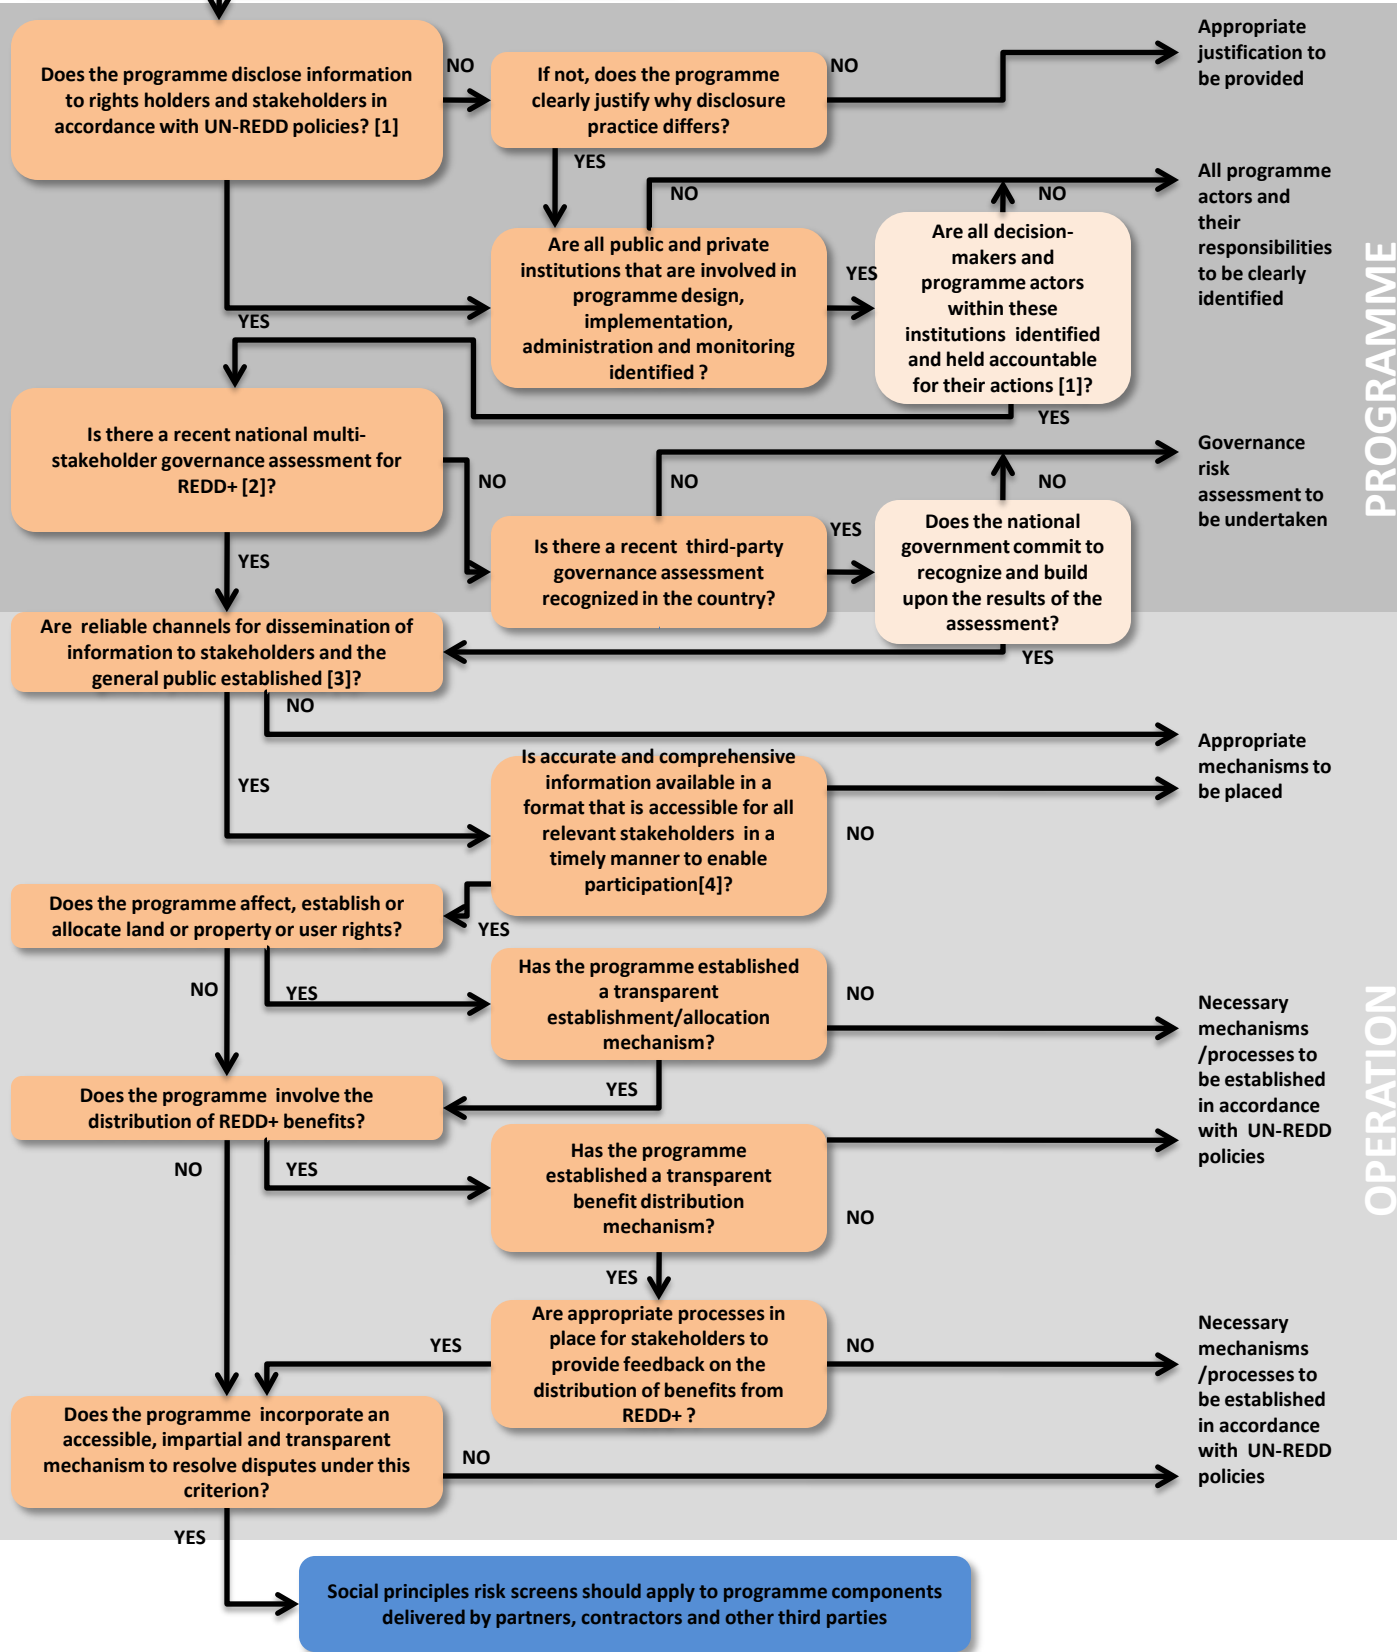 Does the programme disclose information
to rights holders and stakeholders in
accordance with UN-REDD policies? [1]
NO
If not, does the programme
clearly justify why disclosure
practice differs?
NO
Appropriate
justification to
be provided
YES
NO
NO
All programme
actors and
their
responsibilities
to be clearly
identified
YES
Are all public and private
institutions that are involved in
programme design,
implementation,
administration and monitoring
identified ?
YES
Are all decision-
makers and
programme actors
within these
institutions identified
and held accountable
for their actions [1]?
YES
PROGRAMME
Is there a recent national multi-
stakeholder governance assessment for
REDD+ [2]?
NO
NO
NO
Governance
risk
assessment to
be undertaken
YES
Is there a recent third-party
governance assessment
recognized in the country?
YES
Does the national
government commit to
recognize and build
upon the results of the
assessment?
YES
Are reliable channels for dissemination of
information to stakeholders and the
general public established [3]?
NO
Appropriate
mechanisms to
be placed
YES
Is accurate and comprehensive
information available in a
format that is accessible for all
relevant stakeholders in a
timely manner to enable
participation[4]?
NO
YES
Does the programme affect, establish or
allocate land or property or user rights?
NO
YES
Has the programme established
a transparent
establishment/allocation
mechanism?
NO
YES
Necessary
mechanisms
/processes to
be established
in accordance
with UN-REDD
policies
OPERATION
Does the programme involve the
distribution of REDD+ benefits?
NO
YES
Has the programme
established a transparent
benefit distribution
mechanism?
NO
YES
Are appropriate processes in
place for stakeholders to
provide feedback on the
distribution of benefits from
REDD+ ?
YES
NO
Necessary
mechanisms
/processes to
be established
in accordance
with UN-REDD
policies
Does the programme incorporate an
accessible, impartial and transparent
mechanism to resolve disputes under this
criterion?
NO
YES
Social principles risk screens should apply to programme components
delivered by partners, contractors and other third parties